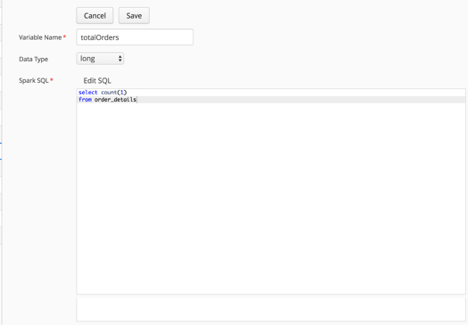 Cancel Save
Variable Name * totalOrders
Data Type long
Spark SQL * Edit SQL
select count(1)
from order_details